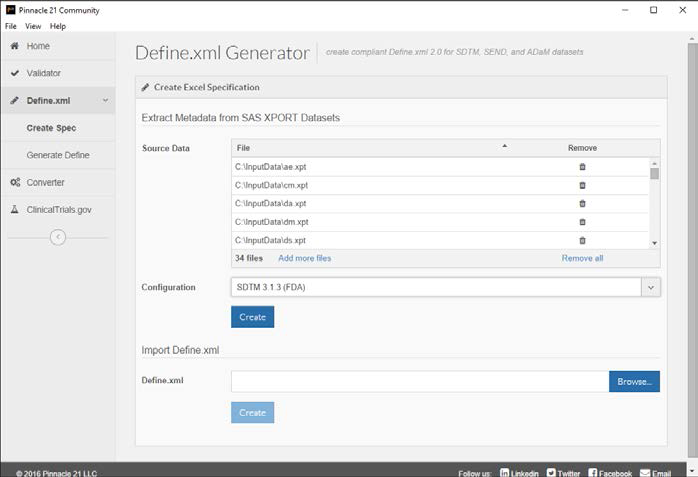 Pinnacle 21 Community
File View Help
Home
Validator
Define.xml
Create Spec
Generate Define
Converter
ClinicalTrials.gov
Define.xml Generator
create compliant Define.xml 2.0 for SDTM, SEND, and ADaM datasets
Create Excel Specification
Extract Metadata from SAS XPORT Datasets
Source Data
File Remove
C:\InputData\ae.xpt
C:\InputData\cm.xpt
C:\InputData\da.xpt
C:\InputData\dm.xpt
C:\InputData\ds.xpt
34 files Add more files Remove all
Configuration SDTM 3.1.3 (FDA)
Create
Import Define.xml
Define.xml Browse...
Create
© 2016 Pinnacle 21 LLC Follow us: Linkedin Twitter Facebook Email